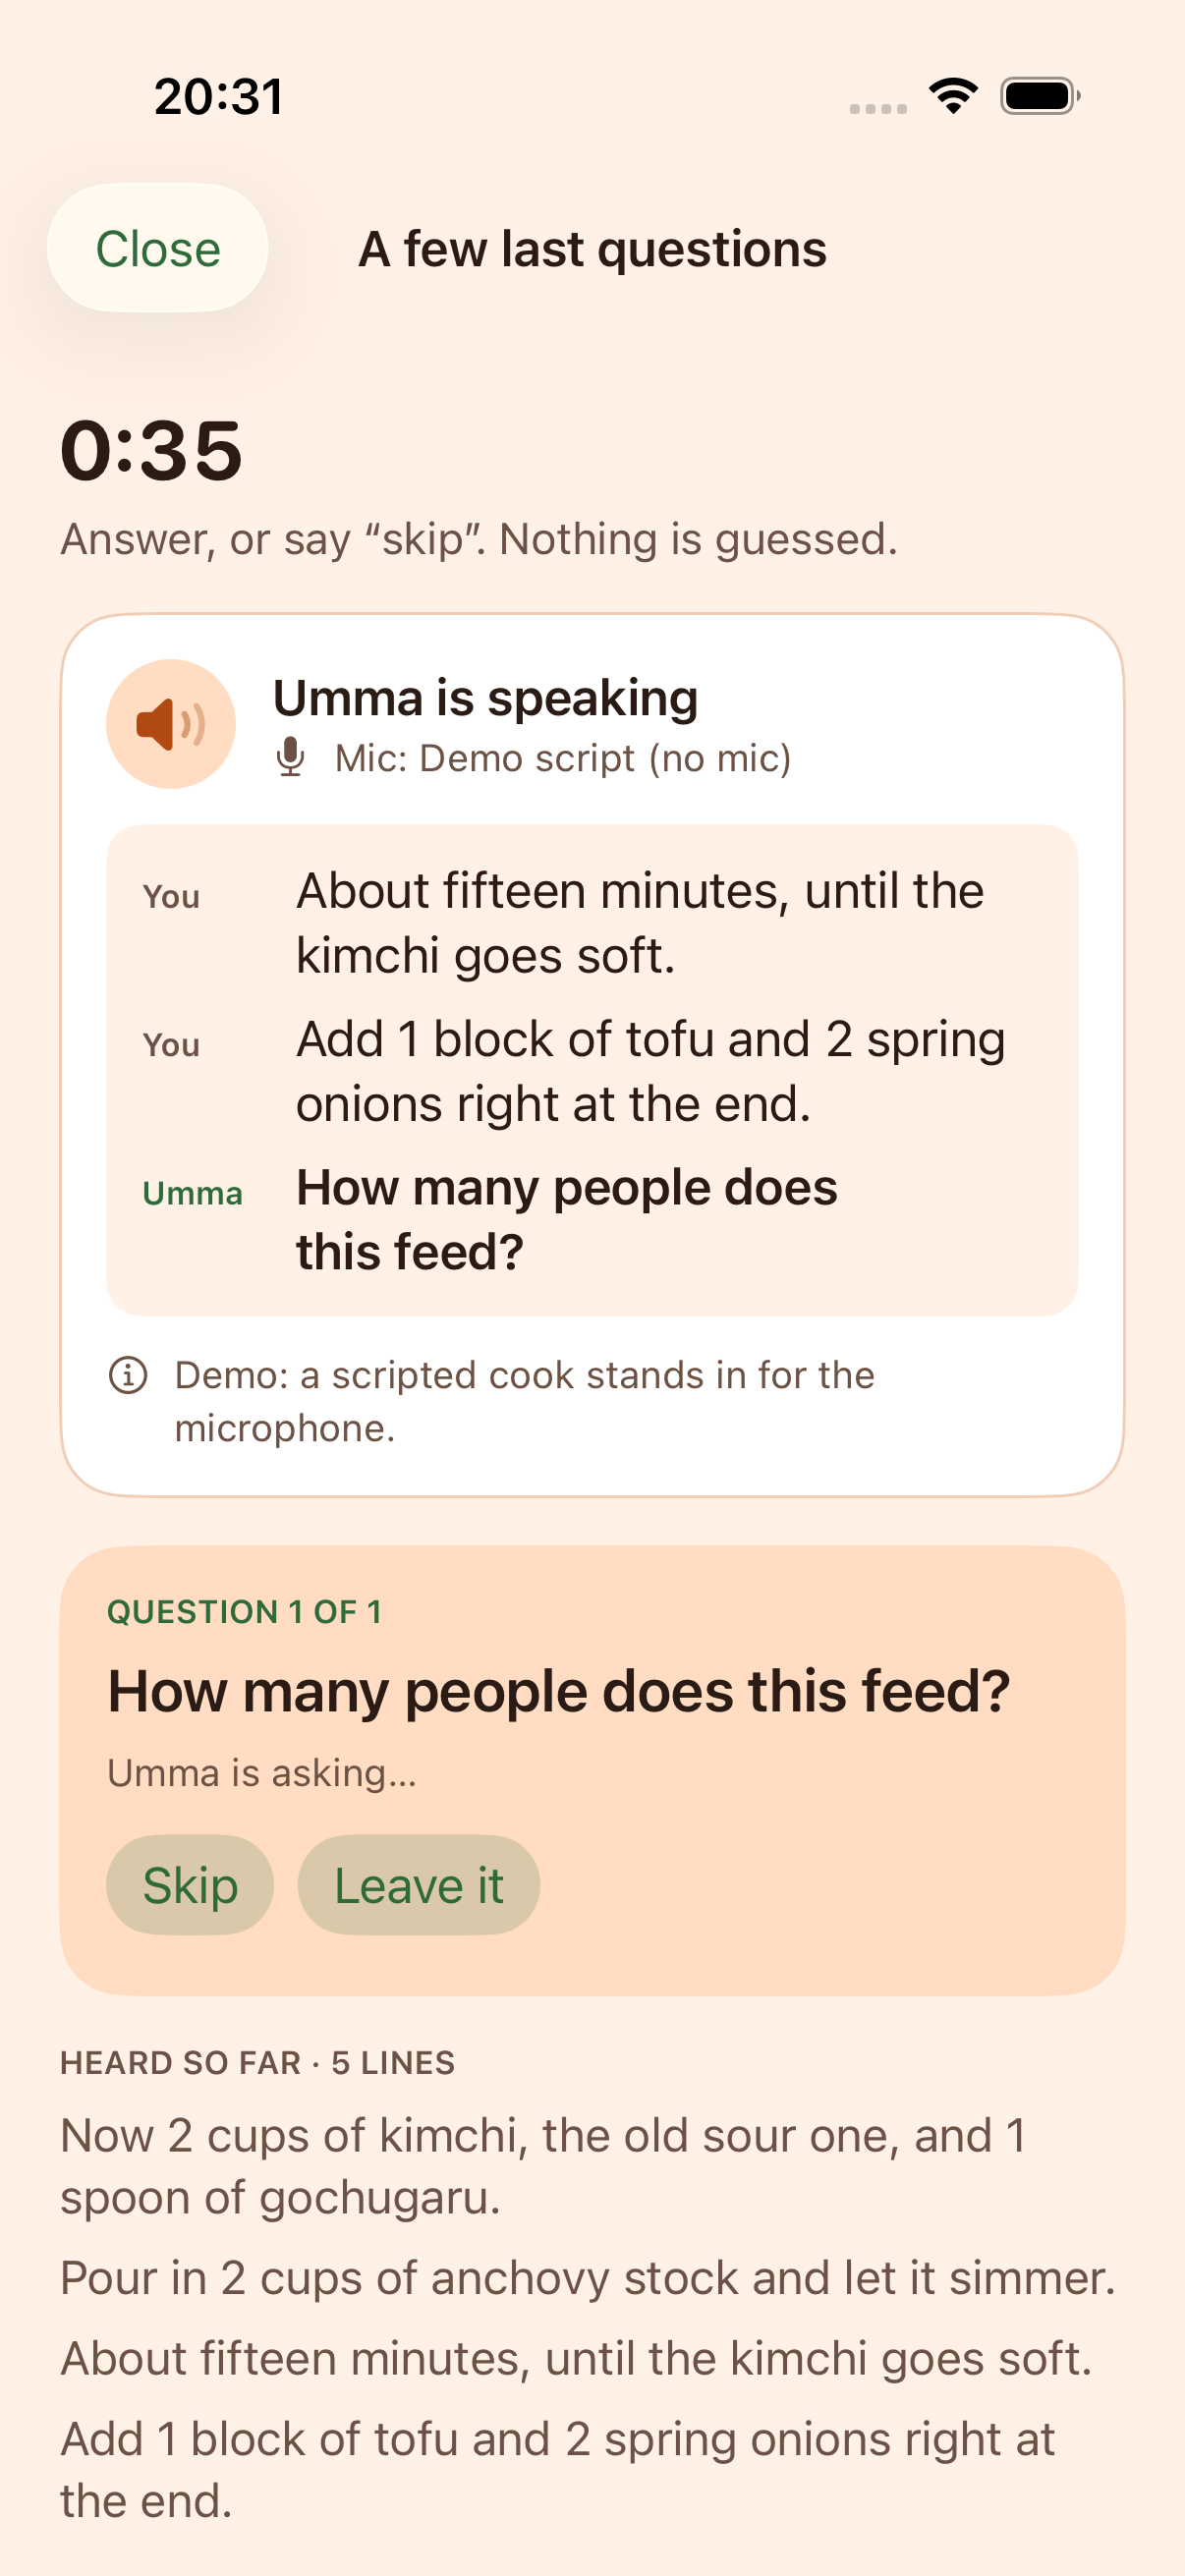 20:31
Close
A few last questions
0:35
Answer, or say “skip”. Nothing is guessed.
Umma is speaking
Mic: Demo script (no mic)
You
About fifteen minutes, until the
kimchi goes soft.
You
Add 1 block of tofu and 2 spring
onions right at the end.
Umma
How many people does
this feed?
Demo: a scripted cook stands in for the
microphone.
QUESTION 1 OF 1
How many people does this feed?
Umma is asking...
Skip
Leave it
HEARD SO FAR · 5 LINES
Now 2 cups of kimchi, the old sour one, and 1
spoon of gochugaru.
Pour in 2 cups of anchovy stock and let it simmer.
About fifteen minutes, until the kimchi goes soft.
Add 1 block of tofu and 2 spring onions right at
the end.